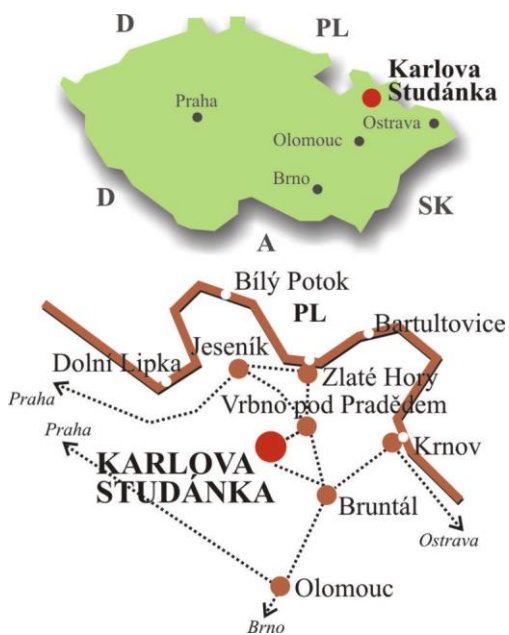 D
PL
Karlova
Studánka
Praha
Ostrava
Olomouc
Brno
D
SK
A
Bílý Potok
PL
Bartultovice
Jeseník
Dolní Lipka
Zlaté Hory
Praha
Vrbno pod Pradědem
Praha
Krnov
KARLOVA
STUDÁNKA
Bruntál
Ostrava
Olomouc
Brno